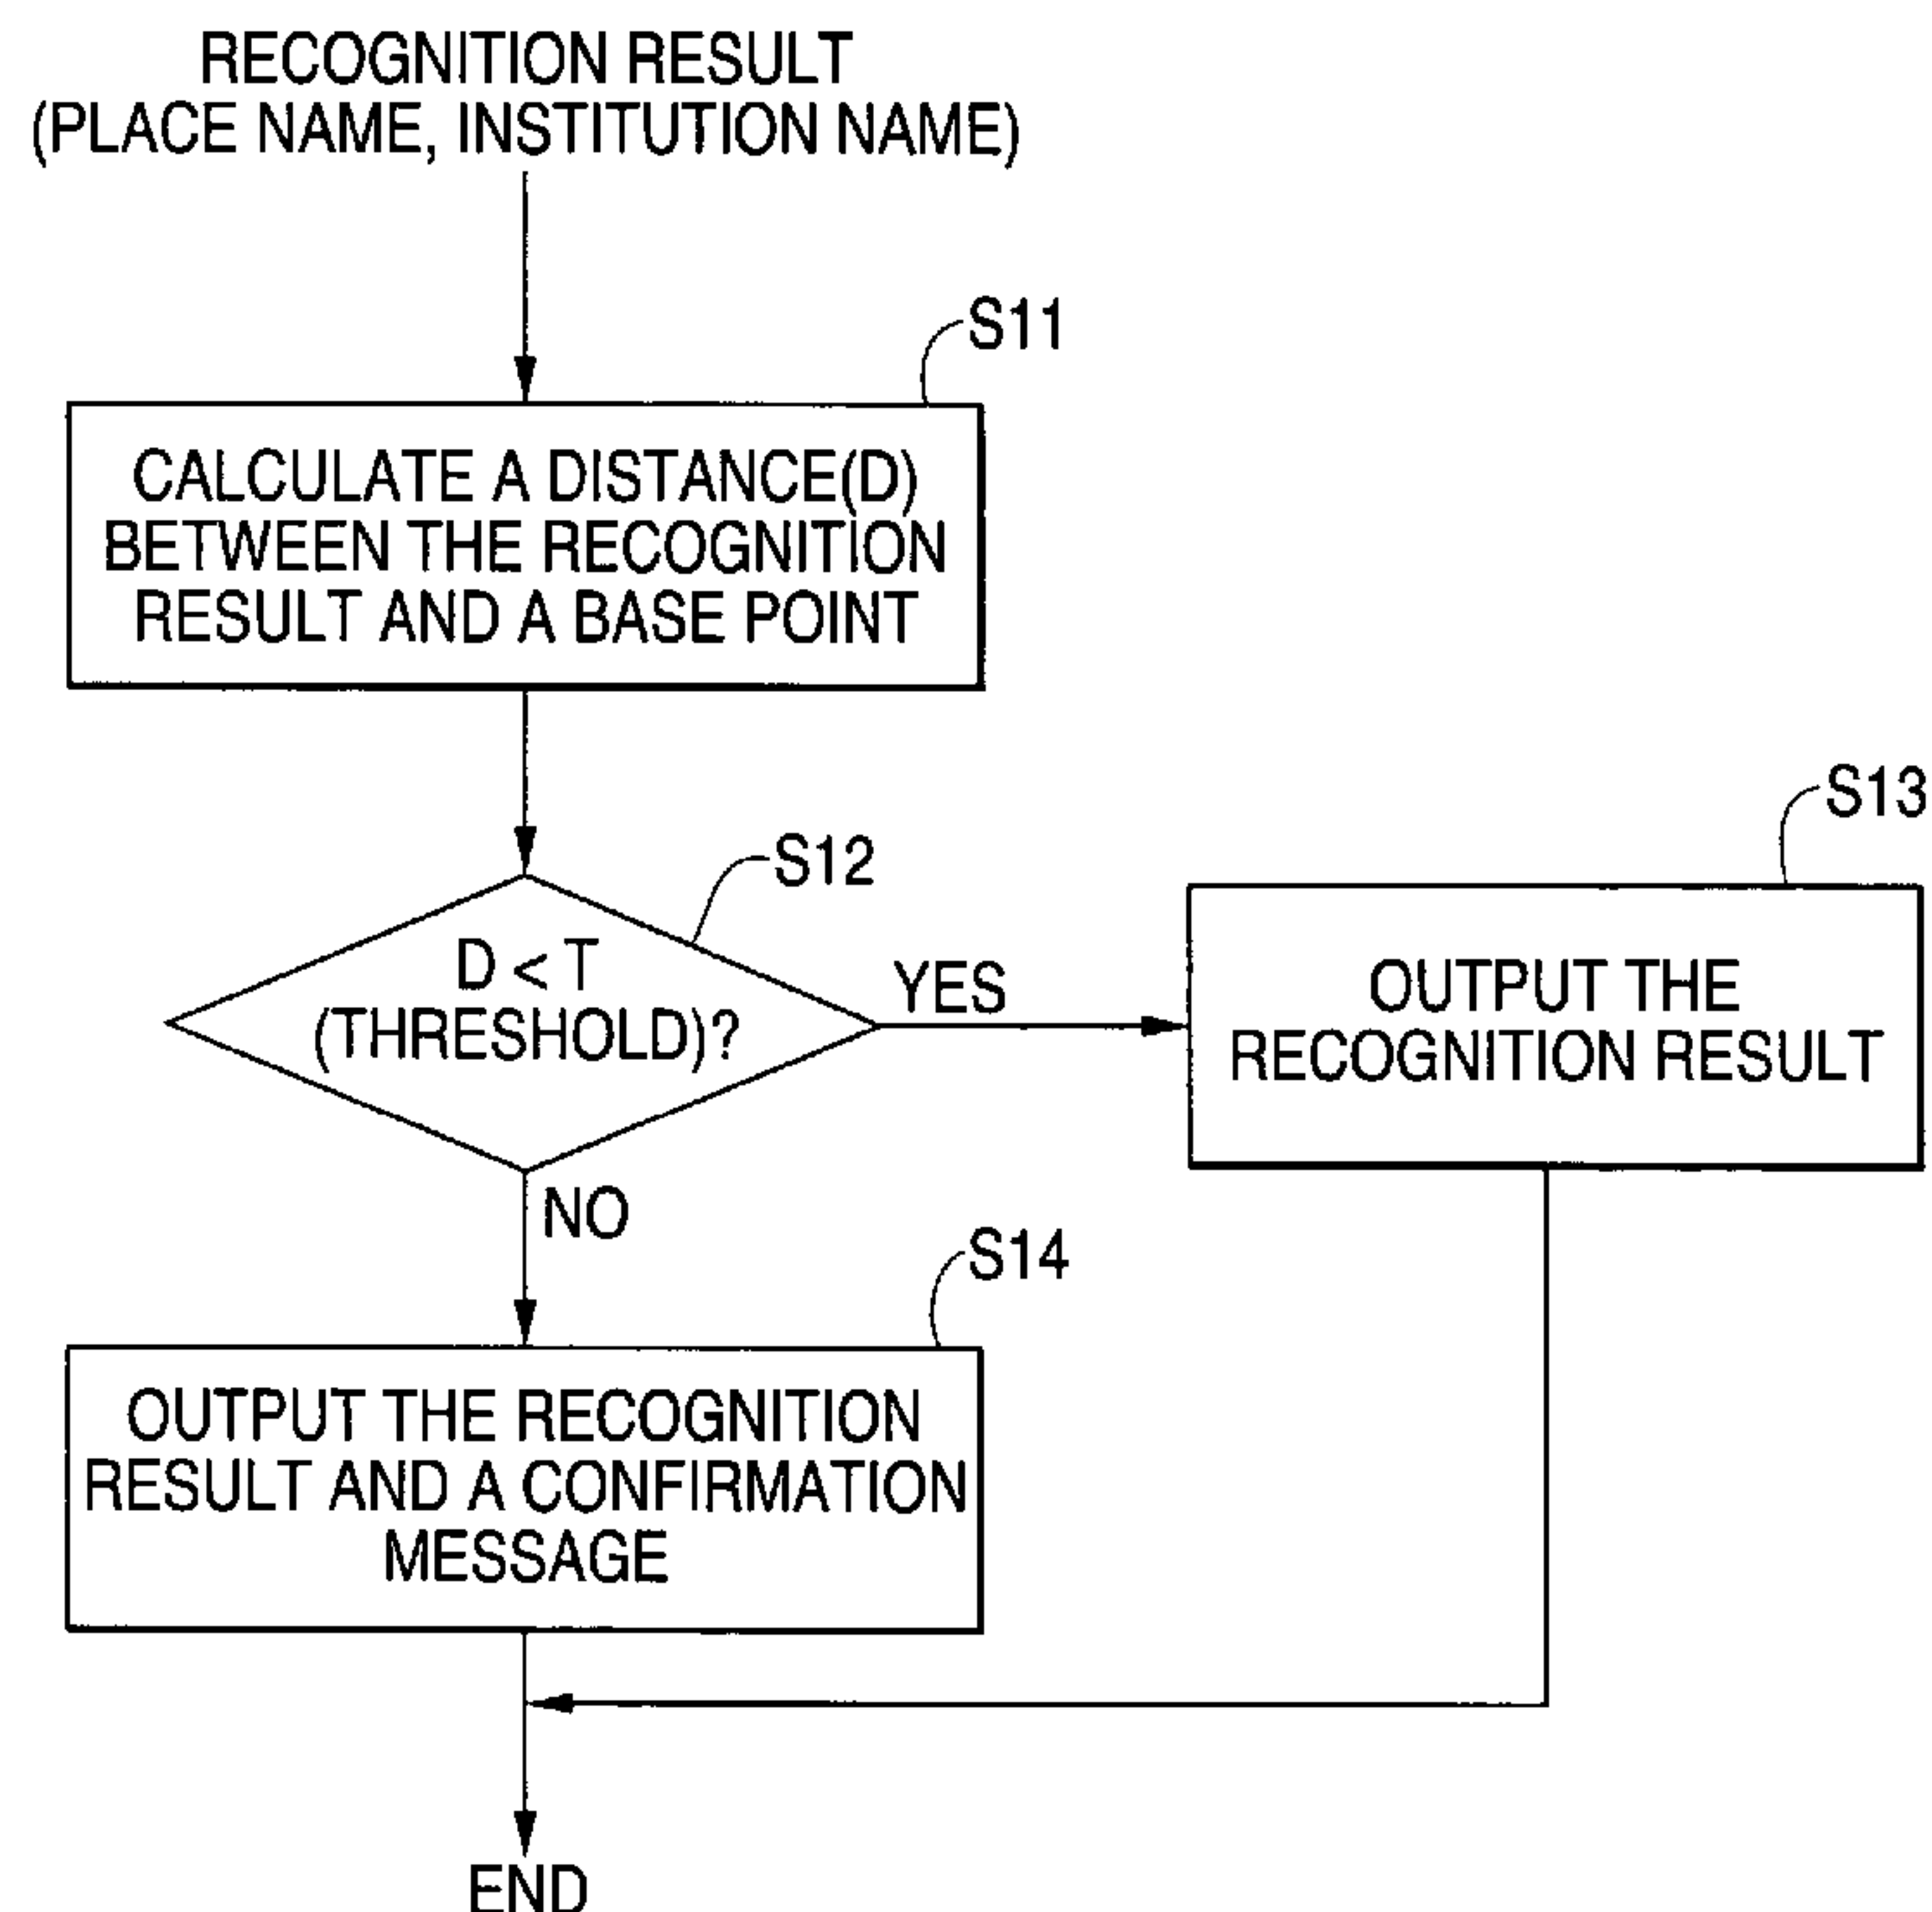 RECOGNITION RESULT
(PLACE NAME, INSTITUTION NAME)
S11
CALCULATE A DISTANCE(D)
BETWEEN THE RECOGNITION
RESULT AND A BASE POINT
S12
D < T
(THRESHOLD)?
YES
S13
OUTPUT THE
RECOGNITION RESULT
NO
S14
OUTPUT THE RECOGNITION
RESULT AND A CONFIRMATION
MESSAGE
END